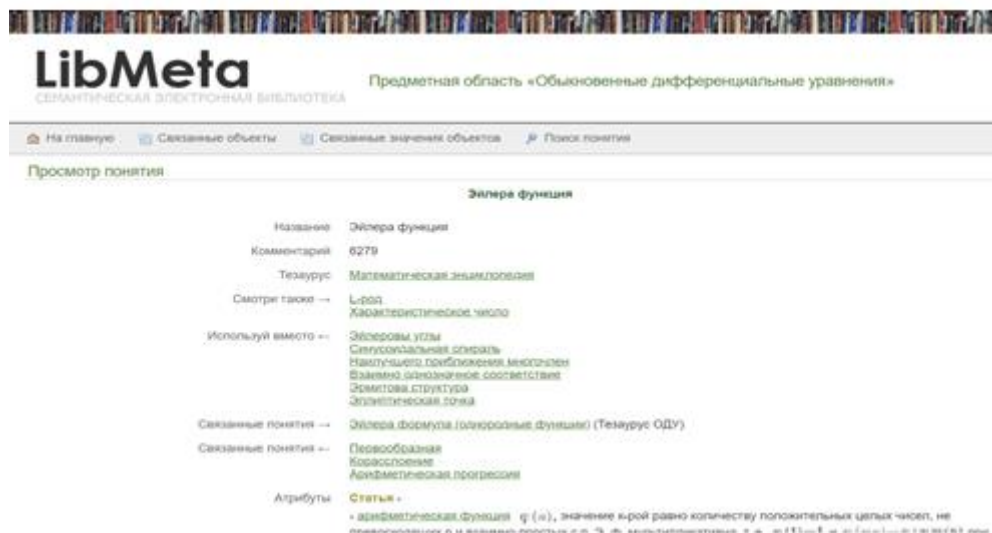 LibMeta
СЕМАНТИЧЕСКАЯ ЭЛЕКТРОННАЯ БИБЛИОТЕКА
Предметная область «Обыкновенные дифференциальные уравнения»
На главную Связанные объекты Связанные значения объектов Поиск понятия
Просмотр понятия
Эйлера функция
Название Эйлера функция
Комментарий 6279
Тезаурус Математическая энциклопедия
Смотри также → L-род
Характеристическое число
Используй вместо ← Эйлеровы углы
Синусоидальная спираль
Наилучшего приближения многочлен
Взаимно однозначное соответствие
Эрмитова структура
Эллиптическая точка
Связанные понятия → Эйлера формула (однородные функции) (Тезаурус ОДУ)
Связанные понятия ← Первообразная
Корасслоение
Арифметическая прогрессия
Атрибуты Статья -
- арифметическая функция φ(n), значение к-рой равно количеству положительных целых чисел, не